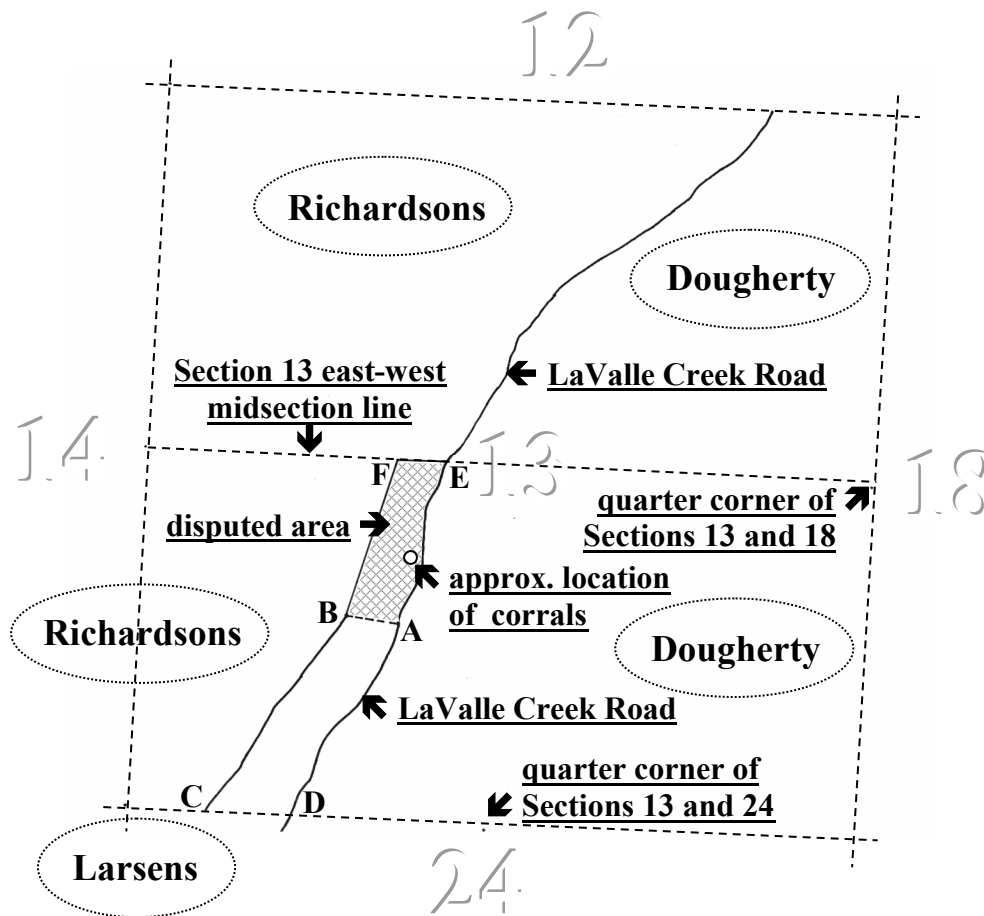 12
Richardsons
Dougherty
Section 13 east-west
midsection line
LaValle Creek Road
14
F
E
13
18
quarter corner of
Sections 13 and 18
disputed area
approx. location
of corrals
B
A
Richardsons
Dougherty
LaValle Creek Road
quarter corner of
Sections 13 and 24
C
D
Larsens
24